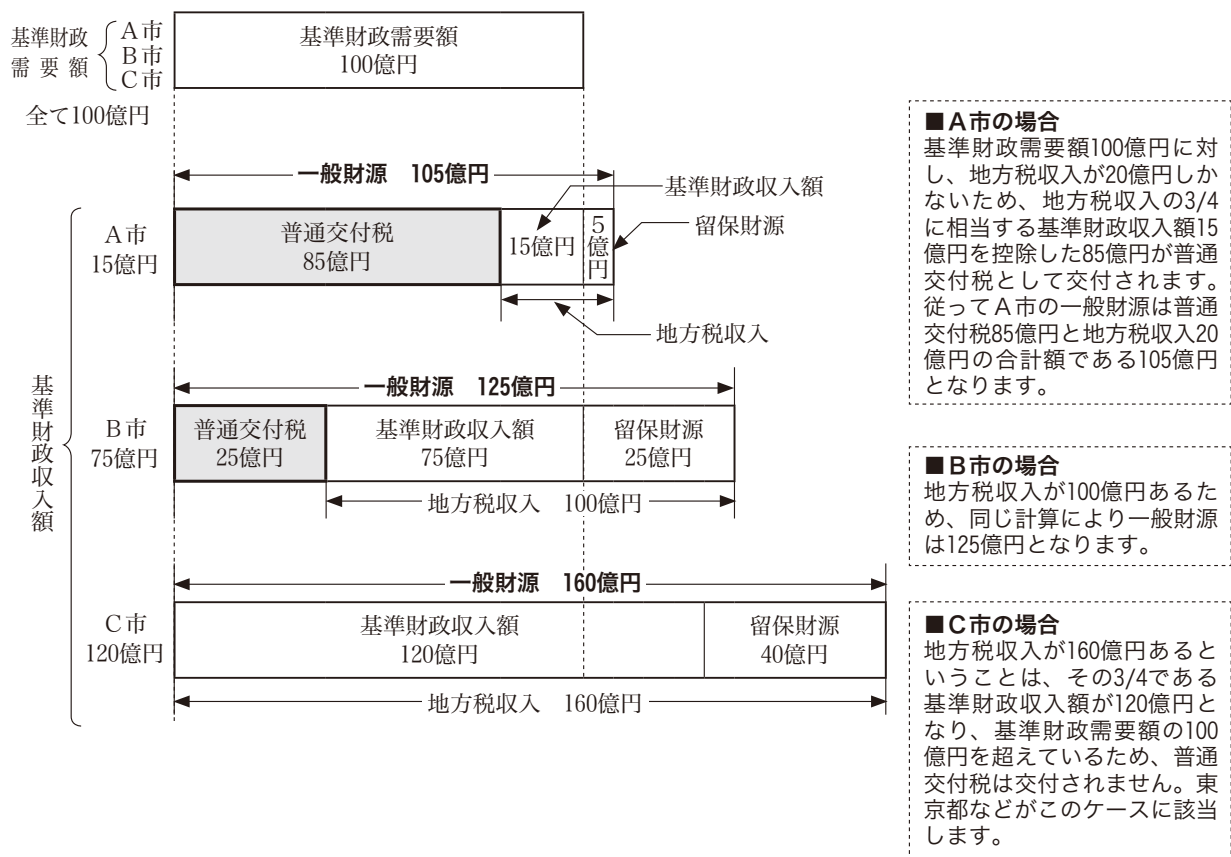 基準財政需要額
A市
B市
C市
基準財政需要額
100億円
全て100億円
一般財源　105億円
基準財政収入額
留保財源
A市
15億円
普通交付税
85億円
15億円
5億円
地方税収入
一般財源　125億円
基準財政収入額
B市
75億円
普通交付税
25億円
基準財政収入額
75億円
留保財源
25億円
地方税収入　100億円
一般財源　160億円
C市
120億円
基準財政収入額
120億円
留保財源
40億円
地方税収入　160億円
■A市の場合
基準財政需要額100億円に対
し、地方税収入が20億円しか
ないため、地方税収入の3/4
に相当する基準財政収入額15
億円を控除した85億円が普通
交付税として交付されます。
従ってA市の一般財源は普通
交付税85億円と地方税収入20
億円の合計額である105億円
となります。
■B市の場合
地方税収入が100億円あるた
め、同じ計算により一般財源
は125億円となります。
■C市の場合
地方税収入が160億円あると
いうことは、その3/4である
基準財政収入額が120億円と
なり、基準財政需要額の100
億円を超えているため、普通
交付税は交付されません。東
京都などがこのケースに該当
します。